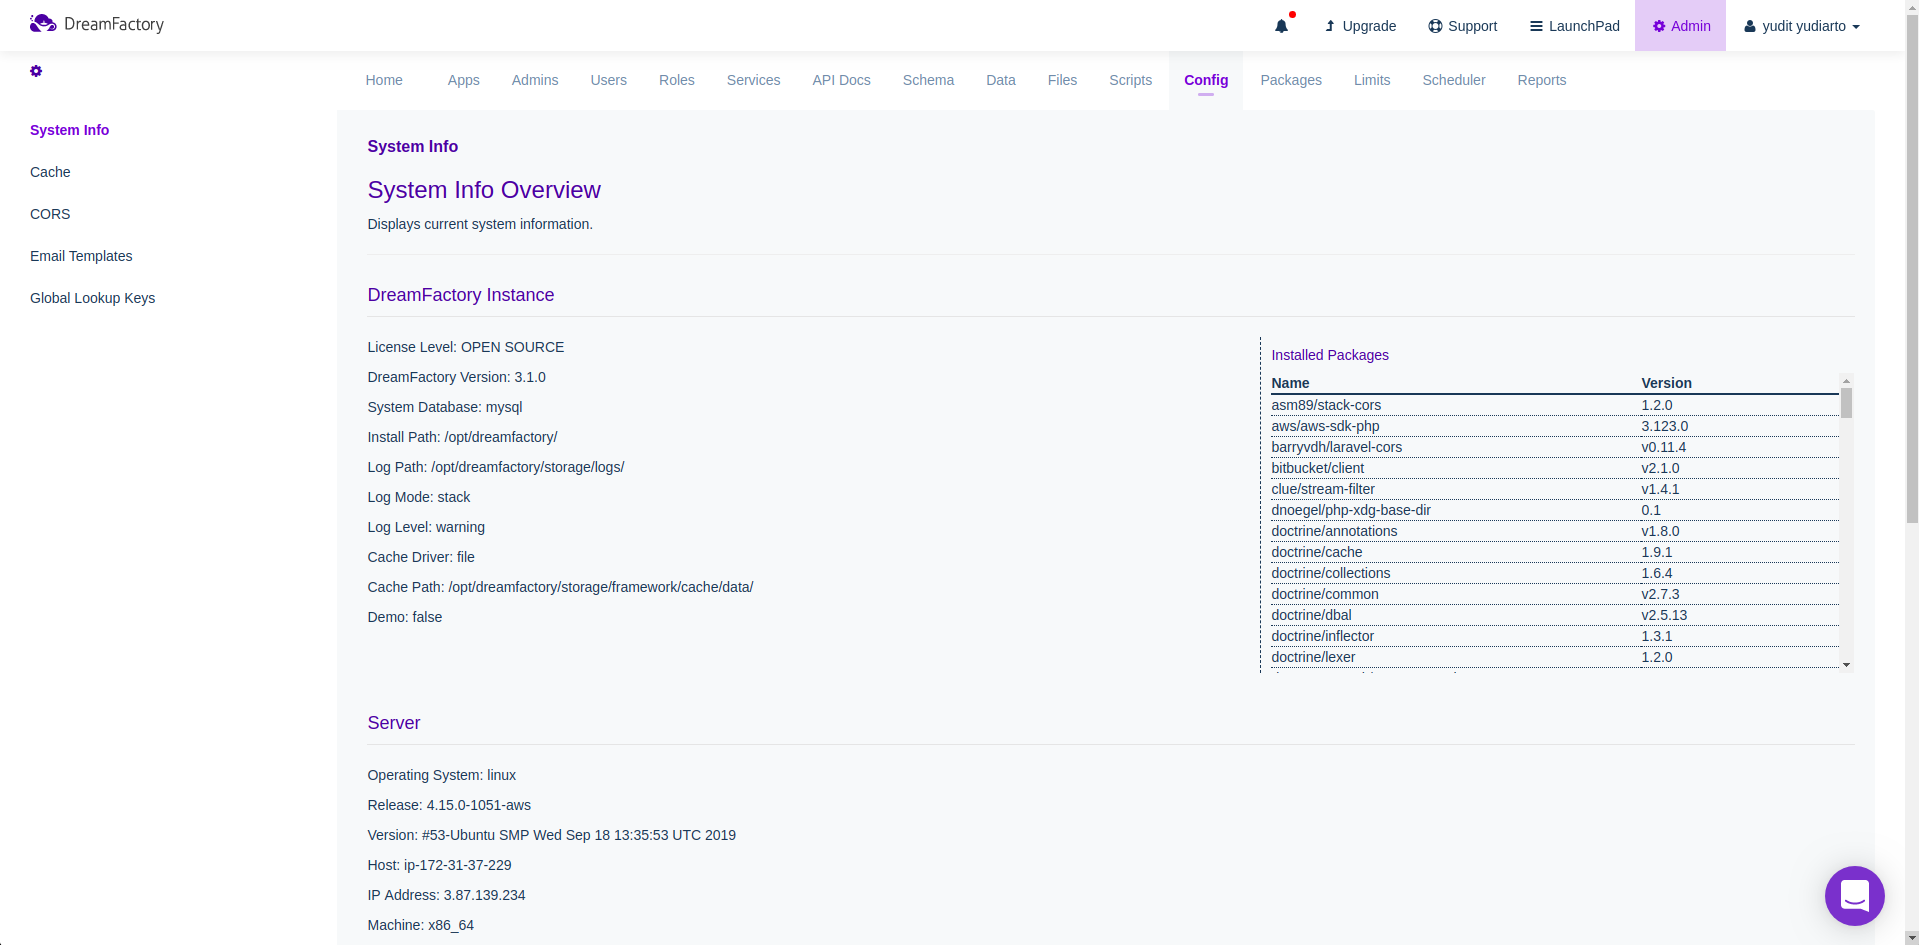 DreamFactory
Upgrade Support LaunchPad Admin yudit yudiarto
Home Apps Admins Users Roles Services API Docs Schema Data Files Scripts Config Packages Limits Scheduler Reports
System Info
Cache
CORS
Email Templates
Global Lookup Keys
System Info
System Info Overview
Displays current system information.
DreamFactory Instance
License Level: OPEN SOURCE
DreamFactory Version: 3.1.0
System Database: mysql
Install Path: /opt/dreamfactory/
Log Path: /opt/dreamfactory/storage/logs/
Log Mode: stack
Log Level: warning
Cache Driver: file
Cache Path: /opt/dreamfactory/storage/framework/cache/data/
Demo: false
Installed Packages
Name Version
asm89/stack-cors 1.2.0
aws/aws-sdk-php 3.123.0
barryvdh/laravel-cors v0.11.4
bitbucket/client v2.1.0
clue/stream-filter v1.4.1
dnoegel/php-xdg-base-dir 0.1
doctrine/annotations v1.8.0
doctrine/cache 1.9.1
doctrine/collections 1.6.4
doctrine/common v2.7.3
doctrine/dbal v2.5.13
doctrine/inflector 1.3.1
doctrine/lexer 1.2.0
Server
Operating System: linux
Release: 4.15.0-1051-aws
Version: #53-Ubuntu SMP Wed Sep 18 13:35:53 UTC 2019
Host: ip-172-31-37-229
IP Address: 3.87.139.234
Machine: x86_64